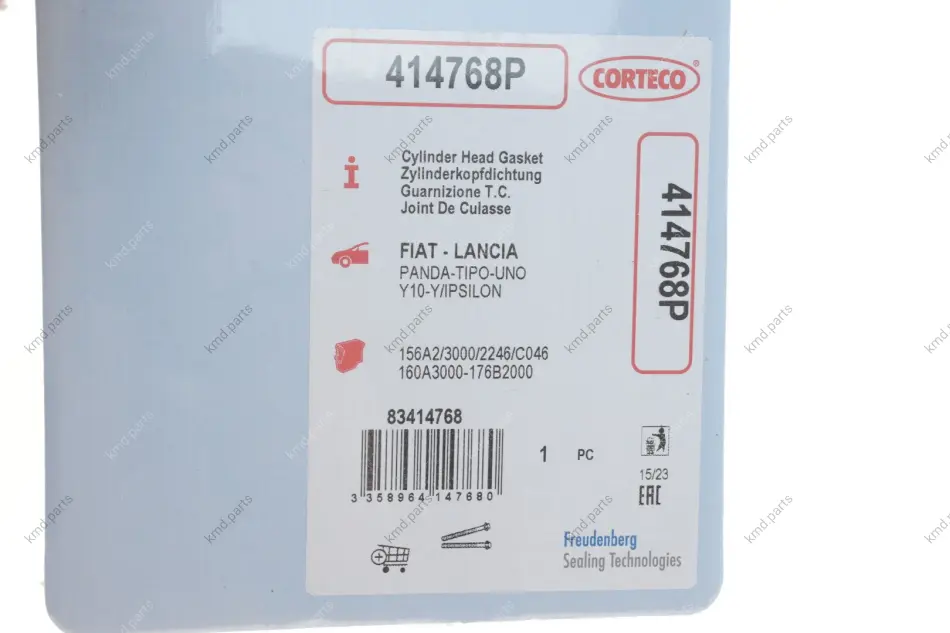 414768P
CORTECO®
Cylinder Head Gasket
Zylinderkopfdichtung
Guarnizione T.C.
Joint De Culasse
FIAT - LANCIA
PANDA-TIPO-UNO
Y10-Y/IPSILON
156A2/3000/2246/C046
160A3000-176B2000
83414768
3 358964 147680
1 PC
15/23
EAC
Freudenberg
Sealing Technologies
414768P
kmd.parts